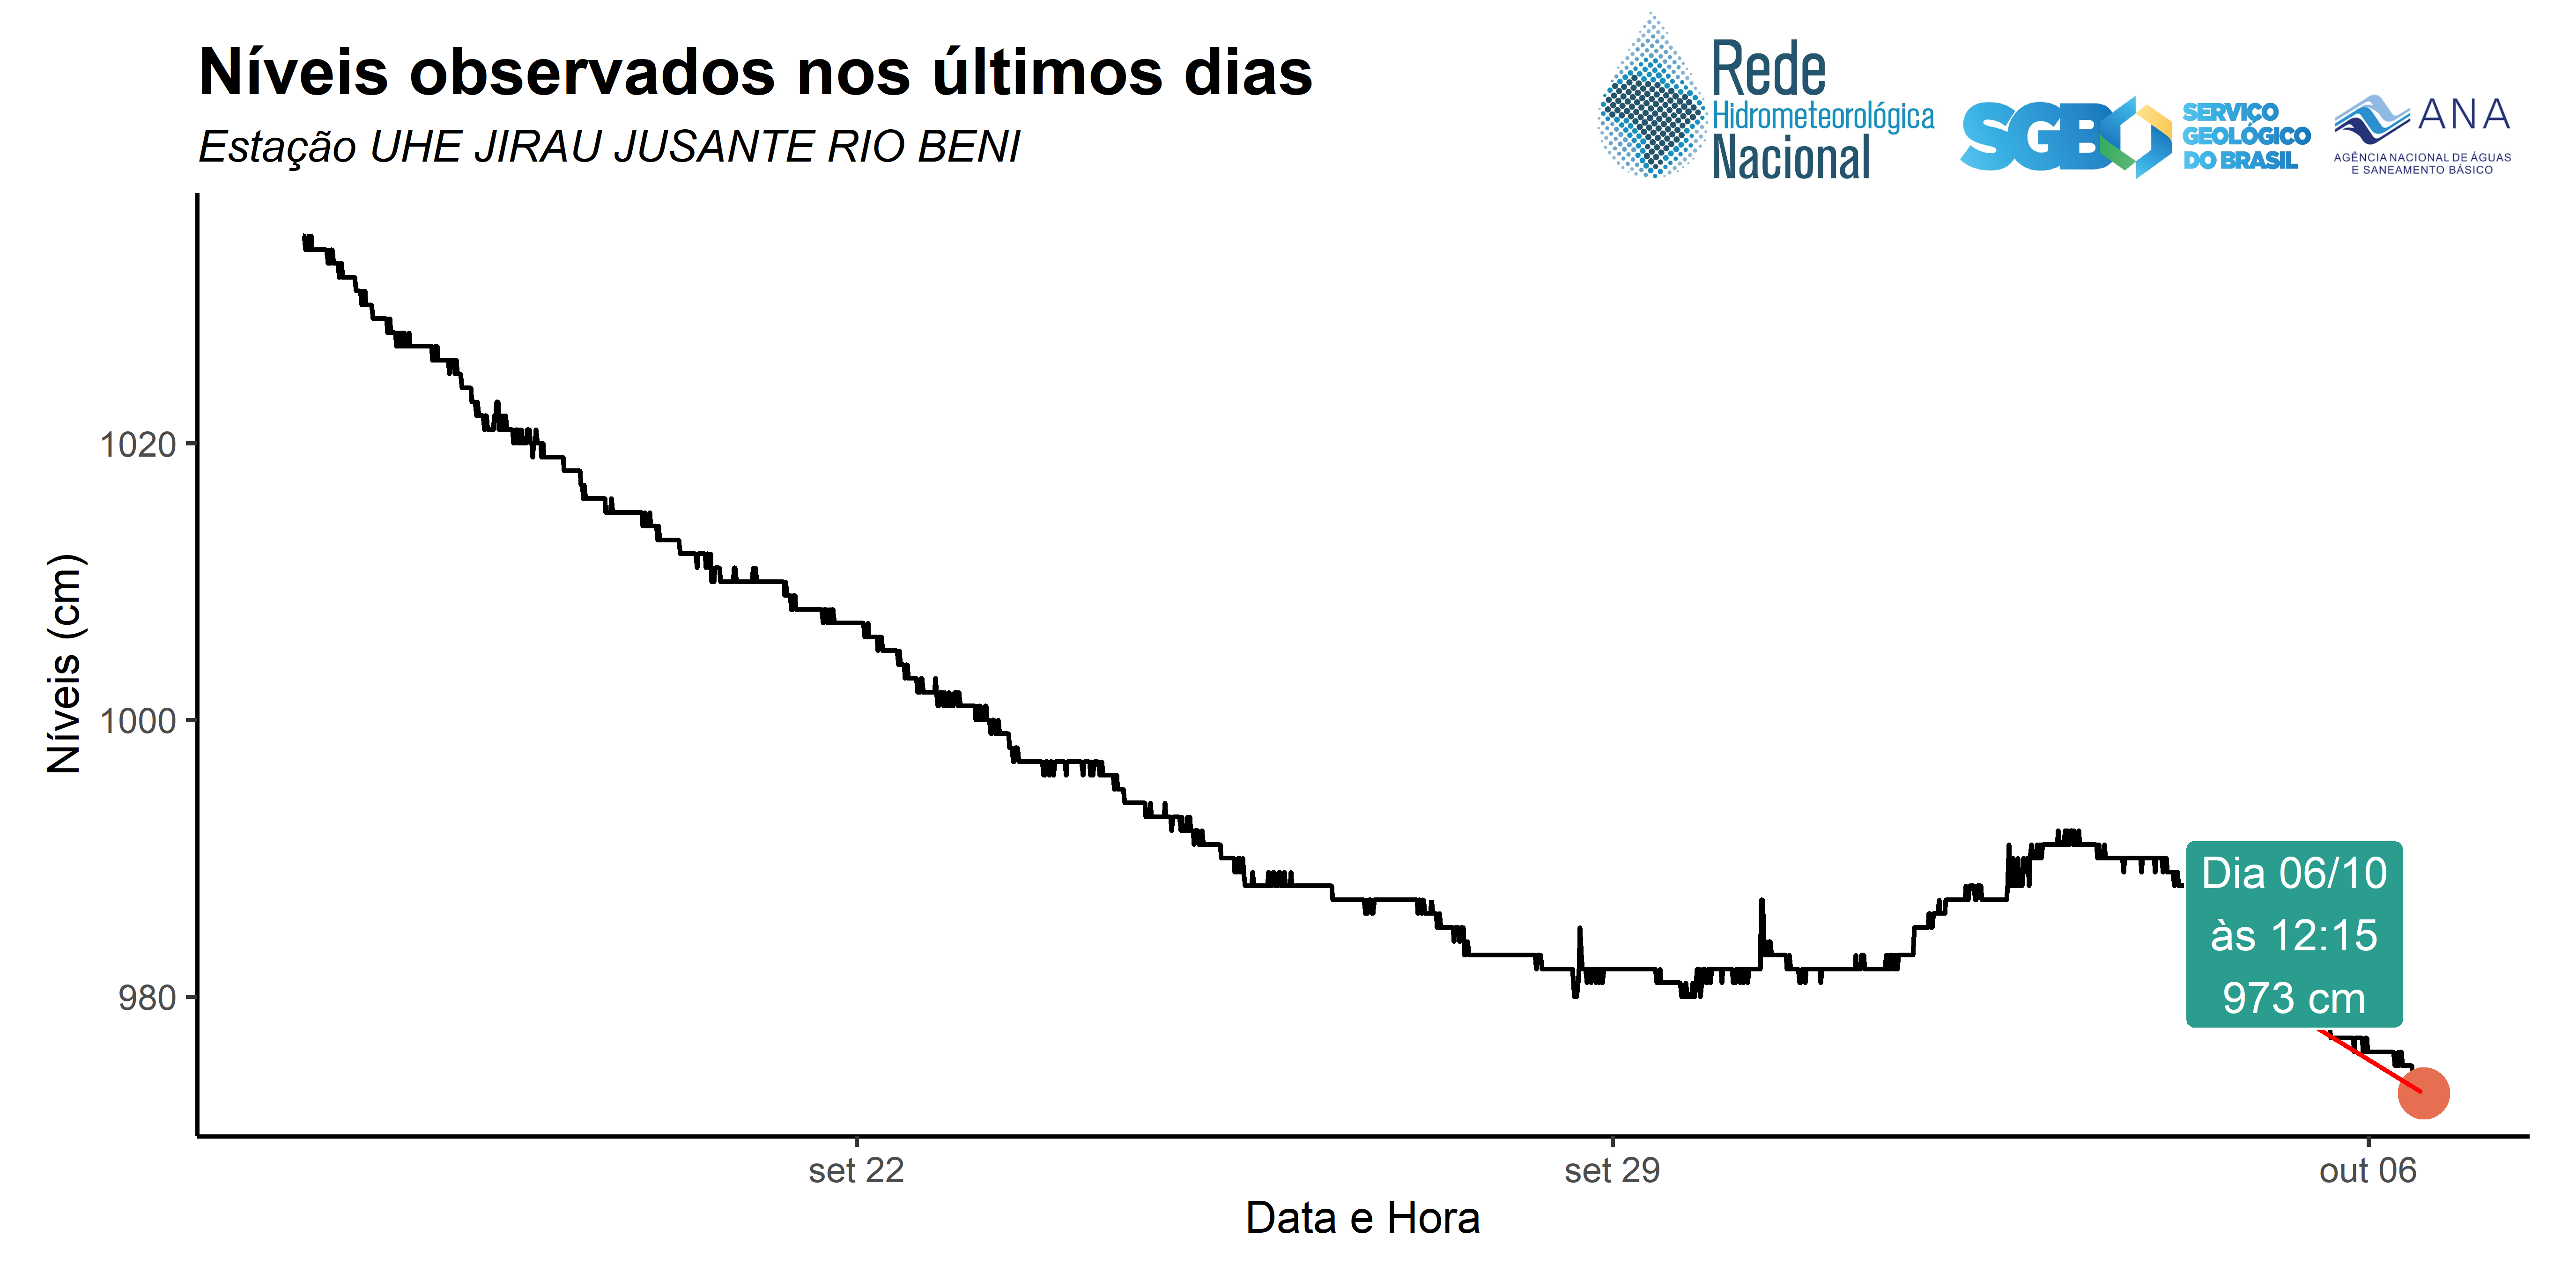 Níveis observados nos últimos dias
Estação UHE JIRAU JUSANTE RIO BENI
Rede
Hidrometeorológica
Nacional
SGB
SERVIÇO
GEOLÓGICO
DO BRASIL
ANA
AGÊNCIA NACIONAL DE ÁGUAS
E SANEAMENTO BÁSICO
Níveis (cm)
1020
1000
980
Dia 06/10
às 12:15
973 cm
set 22
set 29
out 06
Data e Hora